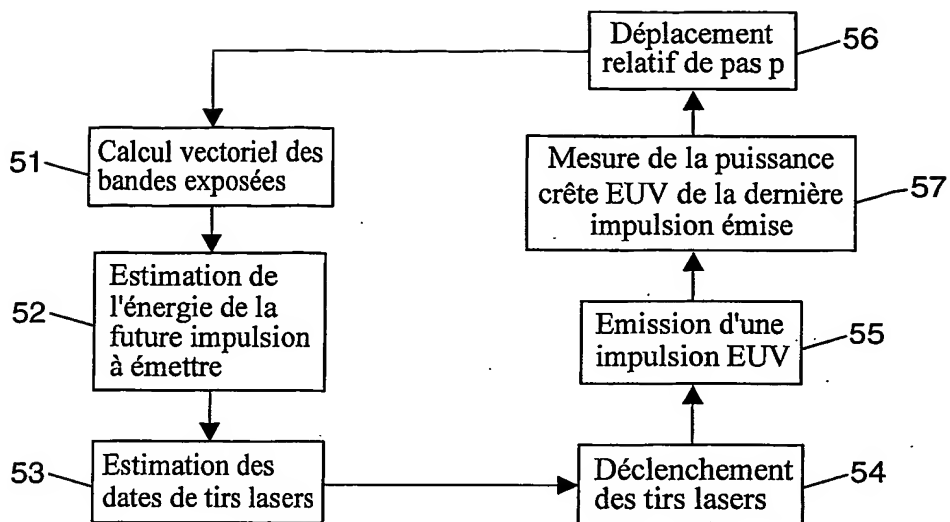 Déplacement
relatif de pas p
56
51
Calcul vectoriel des
bandes exposées
Mesure de la puissance
crête EUV de la dernière
impulsion émise
57
52
Estimation de
l'énergie de la
future impulsion
à émettre
Emission d'une
impulsion EUV
55
53
Estimation des
dates de tirs lasers
Déclenchement
des tirs lasers
54